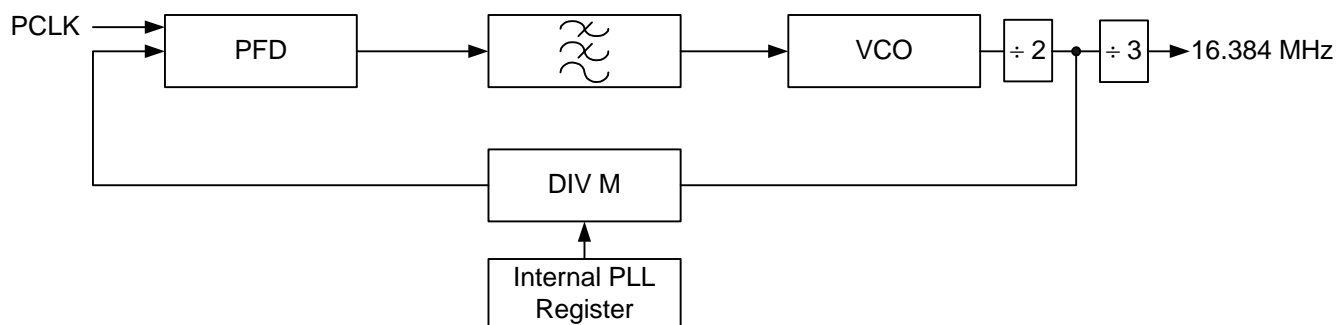 PCLK
PFD
VCO
÷ 2
÷ 3
16.384 MHz
DIV M
Internal PLL
Register